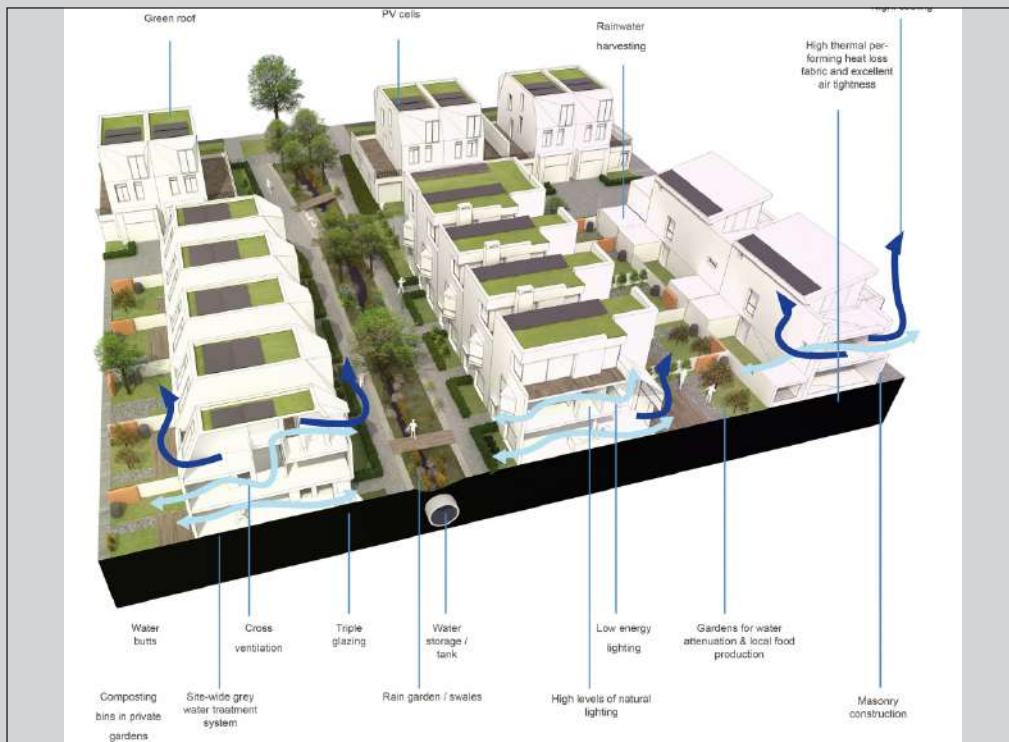 Green roof
PV cells
Rainwater
harvesting
High thermal per-
forming heat loss
fabric and excellent
air tightness
Water
butts
Cross
ventilation
Triple
glazing
Water
storage /
tank
Low energy
lighting
Gardens for water
attenuation & local food
production
Composting
bins in private
gardens
Site-wide grey
water treatment
system
Rain garden / swales
High levels of natural
lighting
Masonry
construction